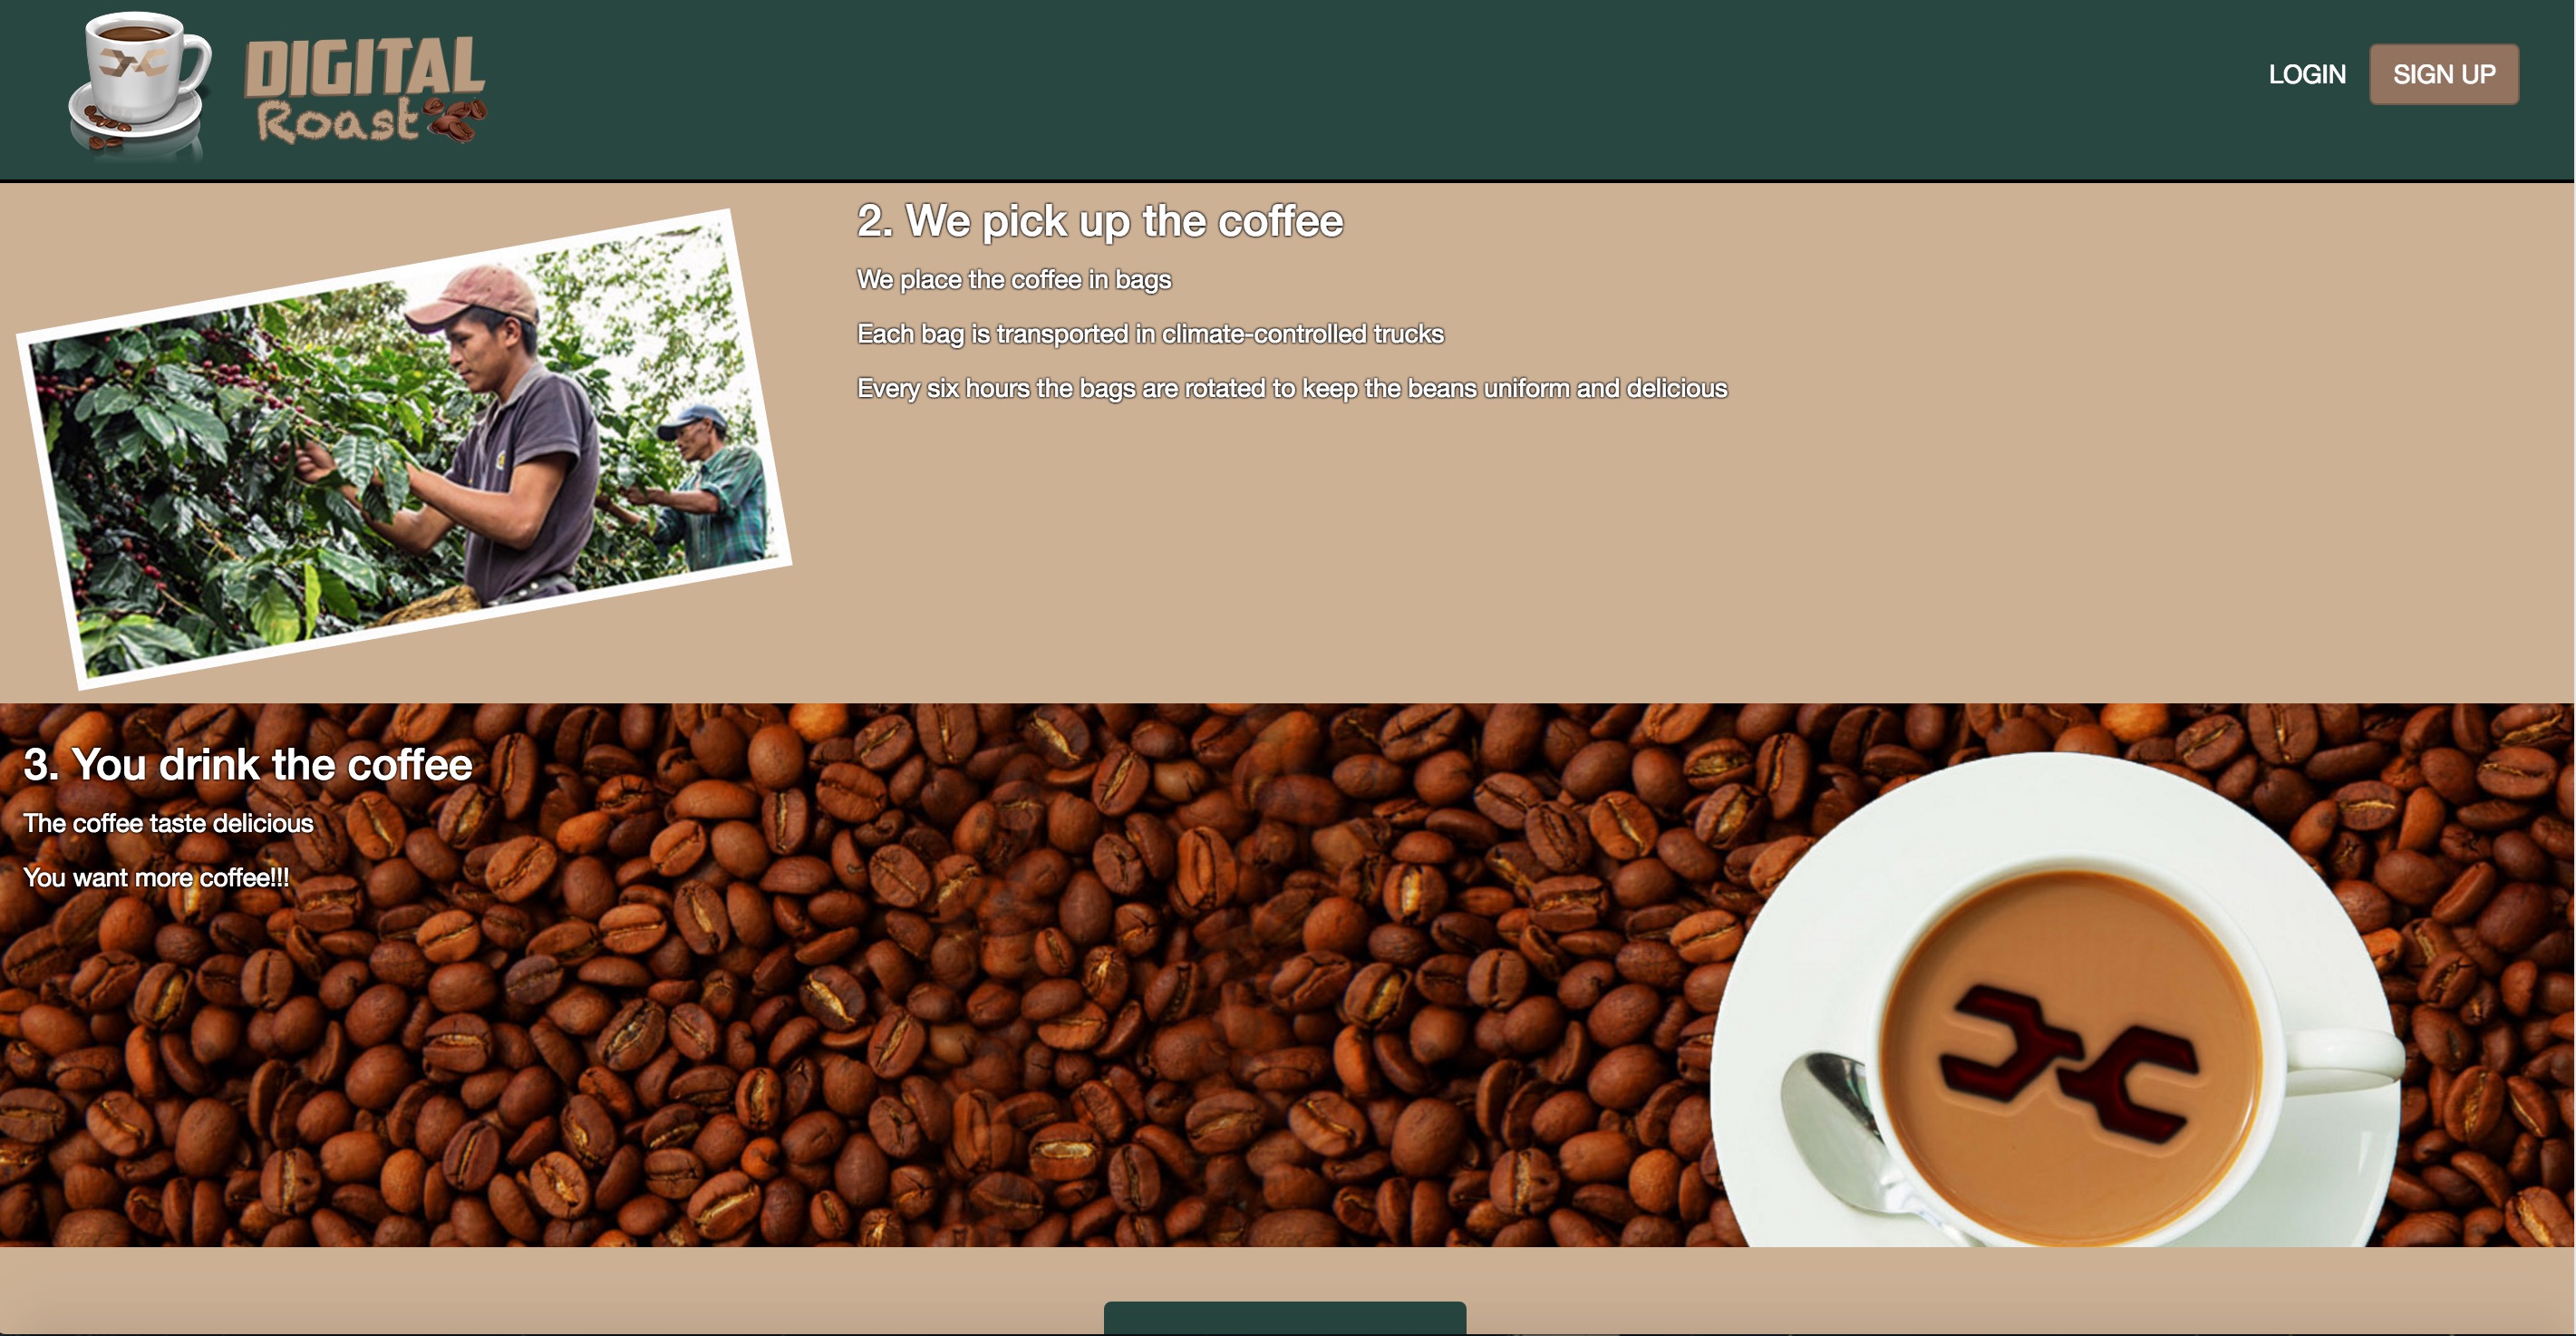 DIGITAL
Roast
LOGIN
SIGN UP
2. We pick up the coffee
We place the coffee in bags
Each bag is transported in climate-controlled trucks
Every six hours the bags are rotated to keep the beans uniform and delicious
3. You drink the coffee
The coffee taste delicious
You want more coffee!!!